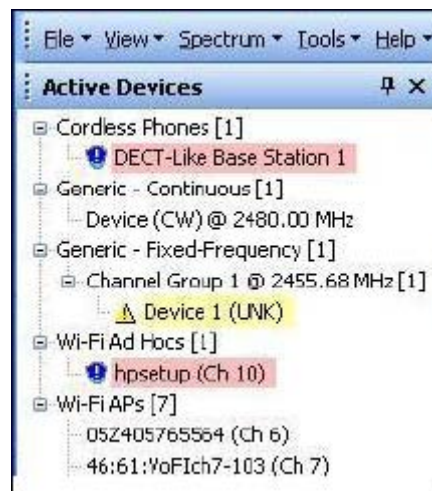 File View Spectrum Tools Help
Active Devices
Cordless Phones [1]
DECT-Like Base Station 1
Generic - Continuous [1]
Device (CW) @ 2480.00 MHz
Generic - Fixed-Frequency [1]
Channel Group 1 @ 2455.68 MHz [1]
Device 1 (UNK)
Wi-Fi Ad Hocs [1]
hpsetup (Ch 10)
Wi-Fi APs [7]
05Z405765564 (Ch 6)
46:61:VoFIch7-103 (Ch 7)